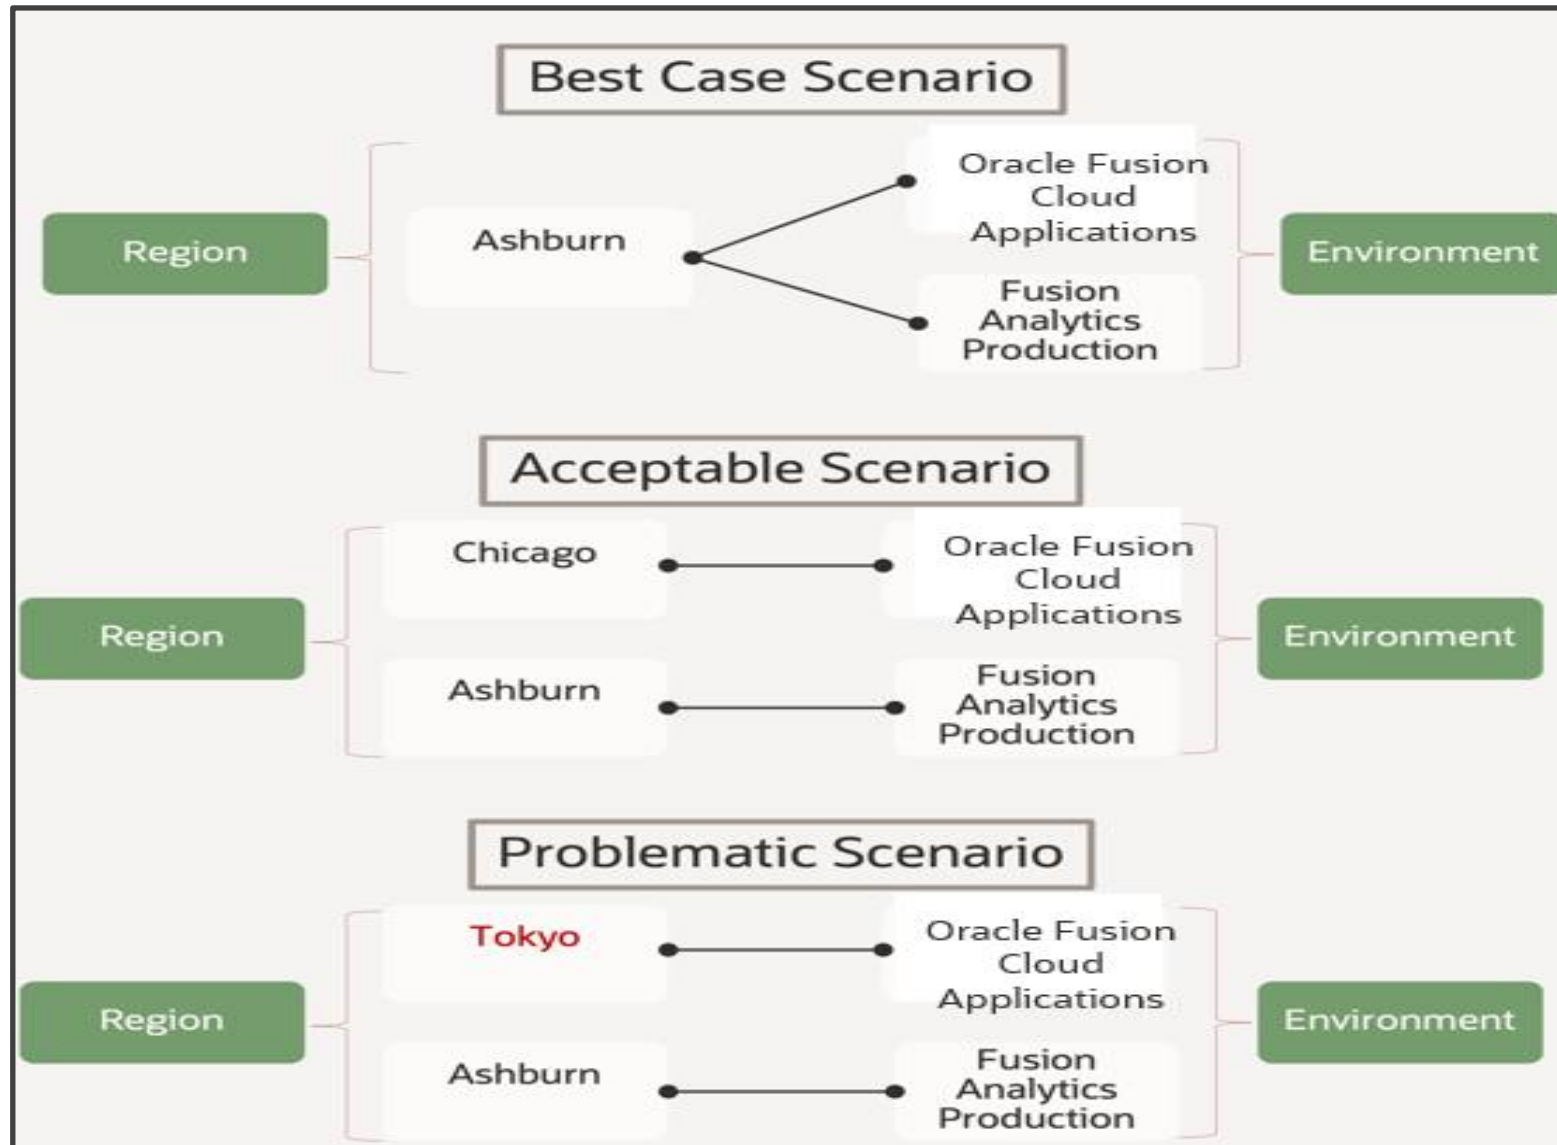 Best Case Scenario
Region
Ashburn
Oracle Fusion
Cloud
Applications
Fusion
Analytics
Production
Environment
Acceptable Scenario
Region
Chicago
Ashburn
Oracle Fusion
Cloud
Applications
Fusion
Analytics
Production
Environment
Problematic Scenario
Region
Tokyo
Ashburn
Oracle Fusion
Cloud
Applications
Fusion
Analytics
Production
Environment